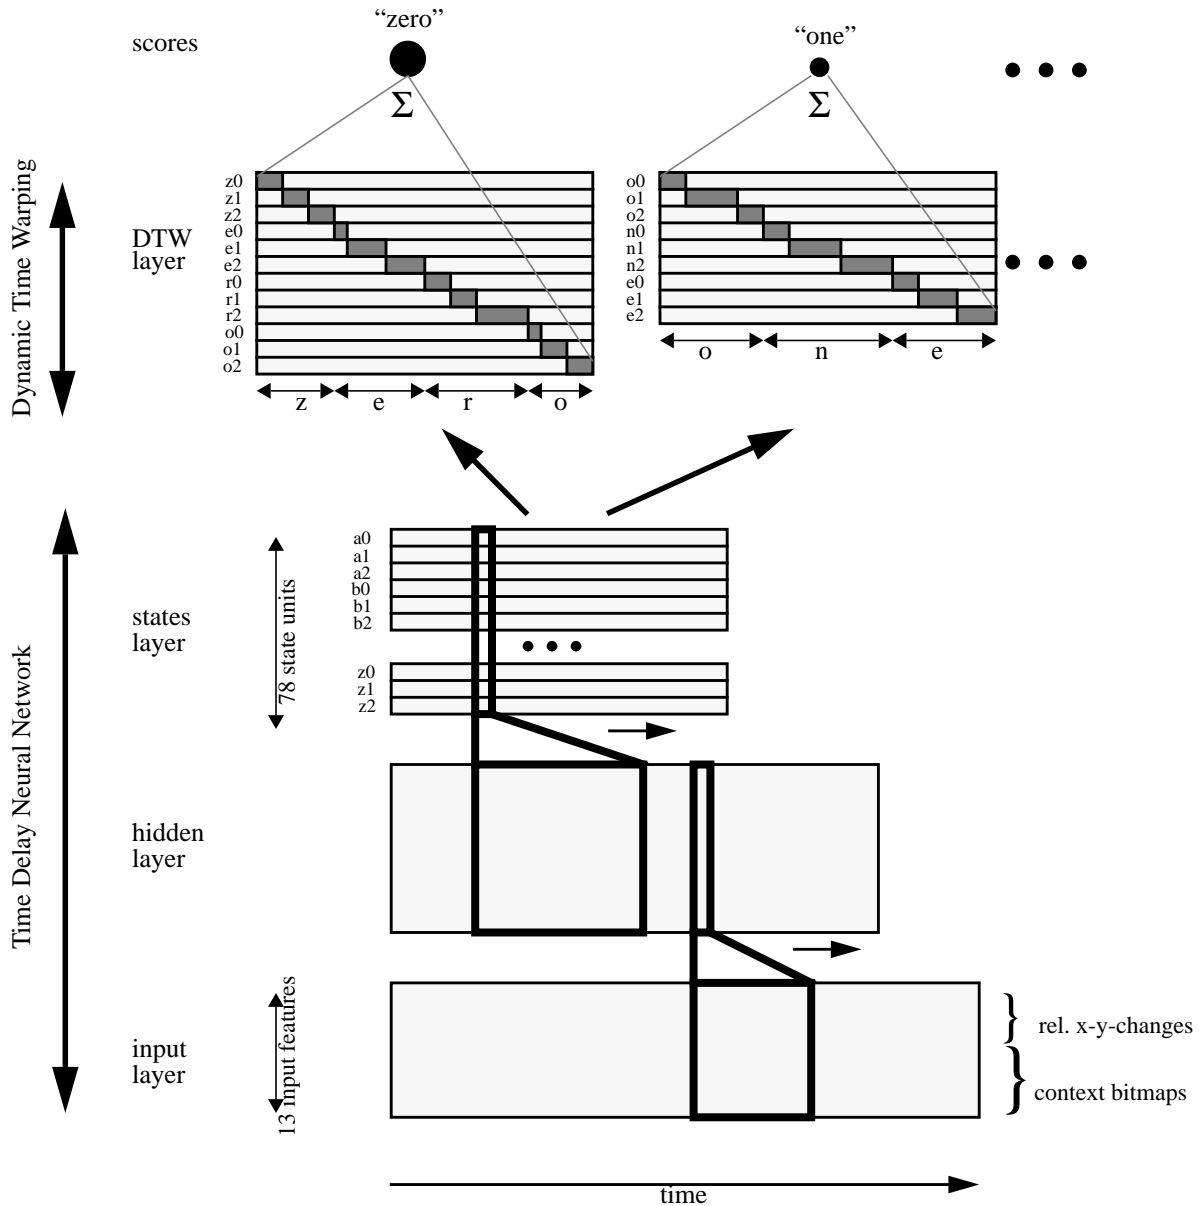 scores
“zero”
“one”
Σ
Σ
Dynamic Time Warping
DTW
layer
z0
z1
z2
e0
e1
e2
r0
r1
r2
o0
o1
o2
z e r o
o0
o1
o2
n0
n1
n2
e0
e1
e2
o n e
Time Delay Neural Network
states
layer
78 state units
a0
a1
a2
b0
b1
b2
z0
z1
z2
hidden
layer
input
layer
13 input features
rel. x-y-changes
context bitmaps
time